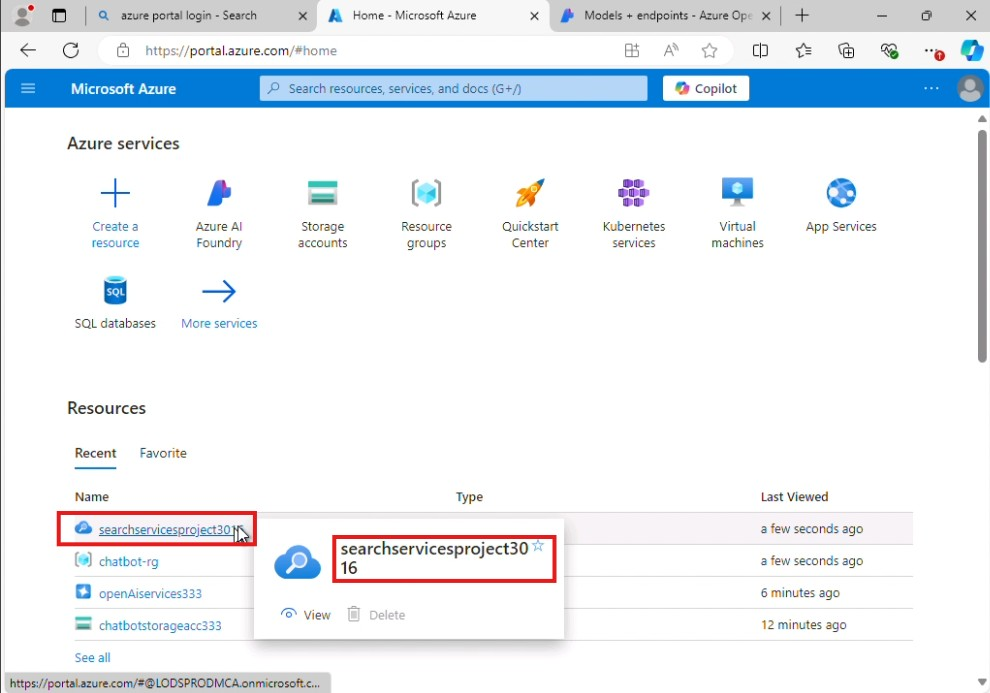 azure portal login - Search
Home - Microsoft Azure
Models + endpoints - Azure Ope
https://portal.azure.com/#home
Microsoft Azure
Search resources, services, and docs (G+/)
Copilot
Azure services
Create a
resource
Azure AI
Foundry
Storage
accounts
Resource
groups
Quickstart
Center
Kubernetes
services
Virtual
machines
App Services
SQL
SQL databases
More services
Resources
Recent Favorite
Name Type Last Viewed
searchservicesproject301 a few seconds ago
searchservicesproject30
16
chatbot-rg a few seconds ago
openAiservices333 6 minutes ago
View Delete
chatbotstorageacc333 12 minutes ago
See all
https://portal.azure.com/#@LODSPRODMCA.onmicrosoft.c...